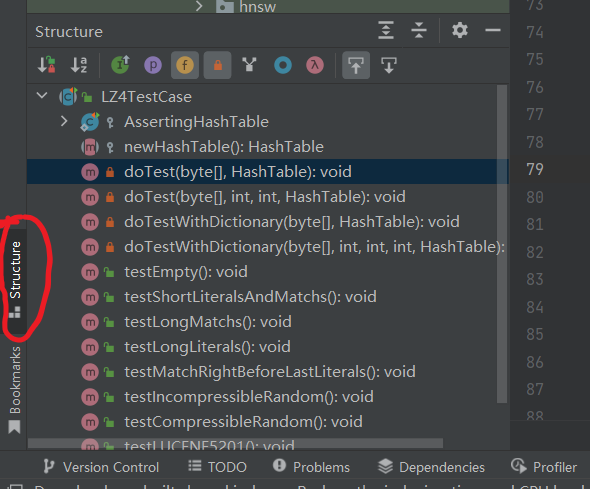 hnsw
Structure
LZ4TestCase
AssertingHashTable
newHashTable(): HashTable
doTest(byte[], HashTable): void
doTest(byte[], int, int, HashTable): void
doTestWithDictionary(byte[], HashTable): void
doTestWithDictionary(byte[], int, int, int, HashTable):
testEmpty(): void
testShortLiteralsAndMatchs(): void
testLongMatchs(): void
testLongLiterals(): void
testMatchRightBeforeLastLiterals(): void
testIncompressibleRandom(): void
testCompressibleRandom(): void
testLUCENE5201(): void
73
74
75
76
77
78
79
80
81
82
83
84
85
86
87
88
Structure
Bookmarks
Version Control
TODO
Problems
Dependencies
Profiler